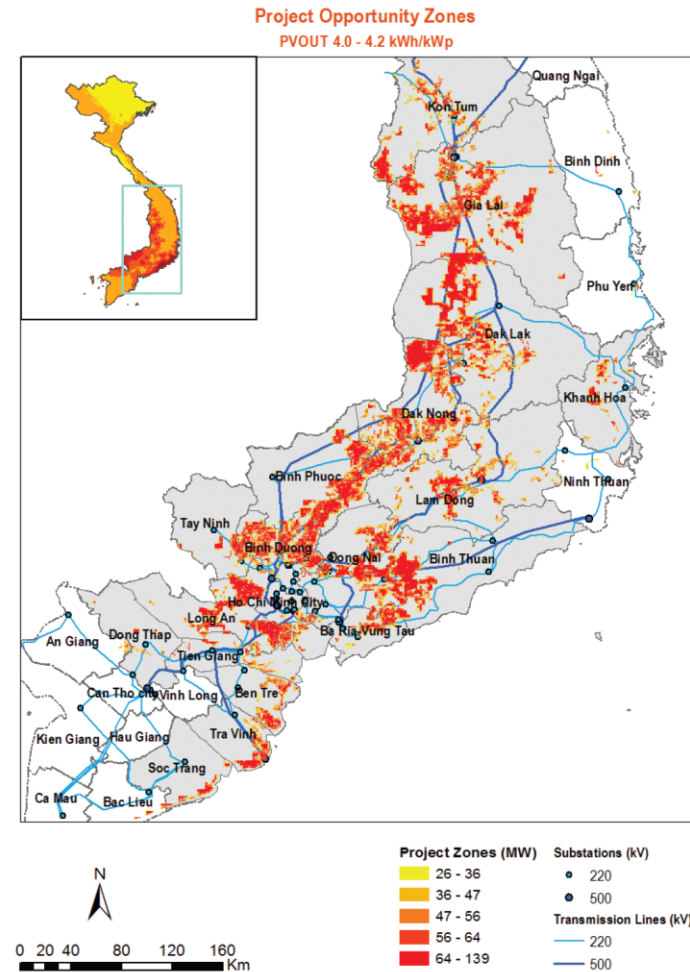 Project Opportunity Zones
PVOUT 4.0 - 4.2 kWh/kWp
Quang Ngai
Kon Tum
Binh Dinh
Gia Lai
Phu Yen
Dak Lak
Khanh Hoa
Dak Nong
Binh Phuoc
Ninh Thuan
Lam Dong
Tay Ninh
Binh Duong
Dong Nai
Binh Thuan
Ho Chi Minh City
Long An
Ba Ria-Vung Tau
Dong Thap
An Giang
Tien Giang
Can Tho city
Vinh Long
Ben Tre
Kien Giang
Hau Giang
Tra Vinh
Soc Trang
Ca Mau
Bac Lieu
N
0 20 40 80 120 160
Km
Project Zones (MW)
26 - 36
36 - 47
47 - 56
56 - 64
64 - 139
Substations (kV)
220
500
Transmission Lines (kV)
220
500